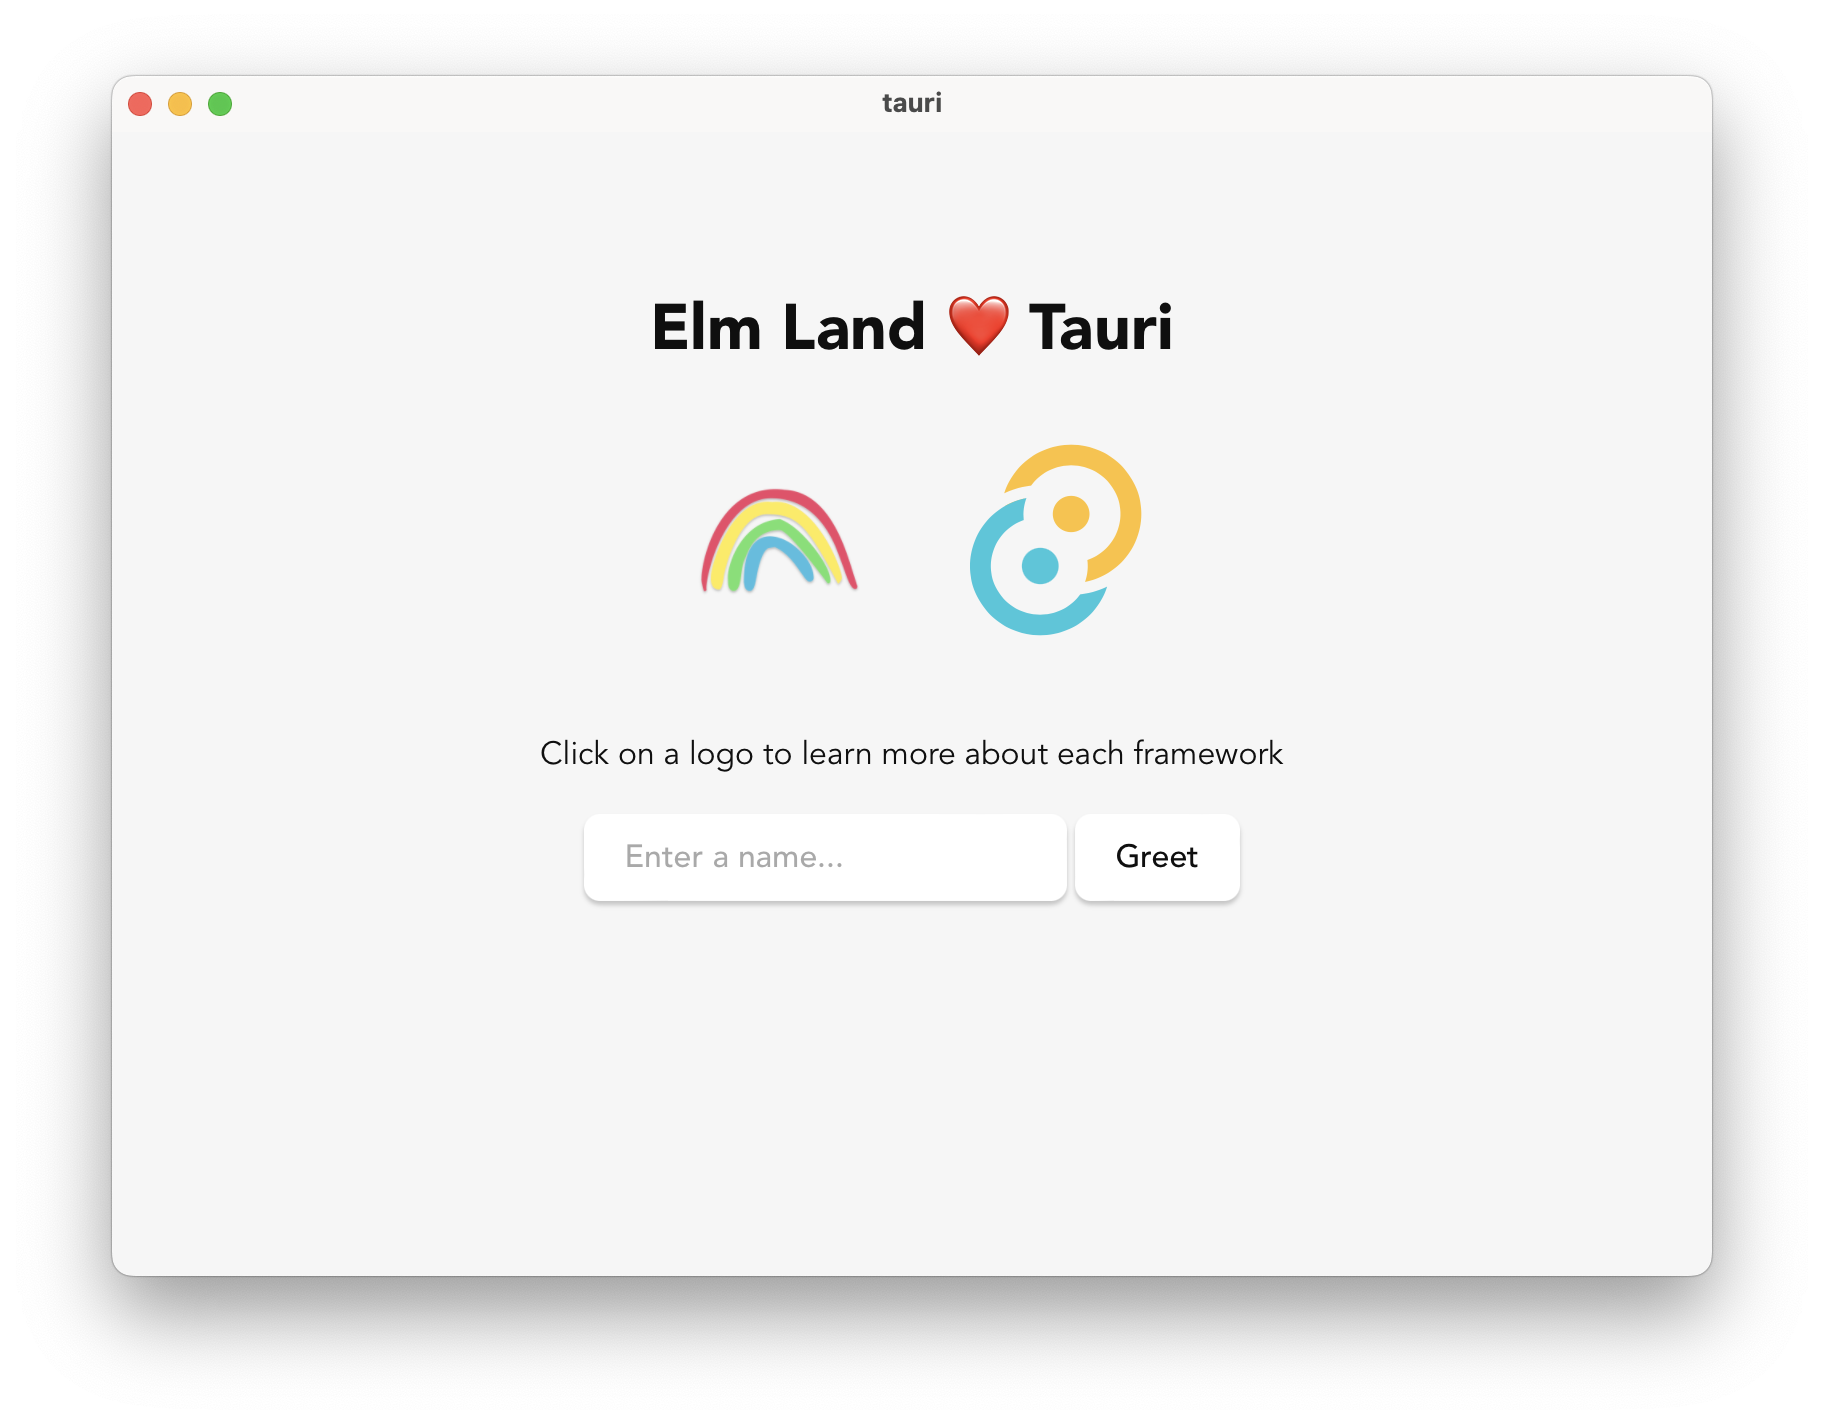 tauri
Elm Land ❤️ Tauri
Click on a logo to learn more about each framework
Enter a name...
Greet